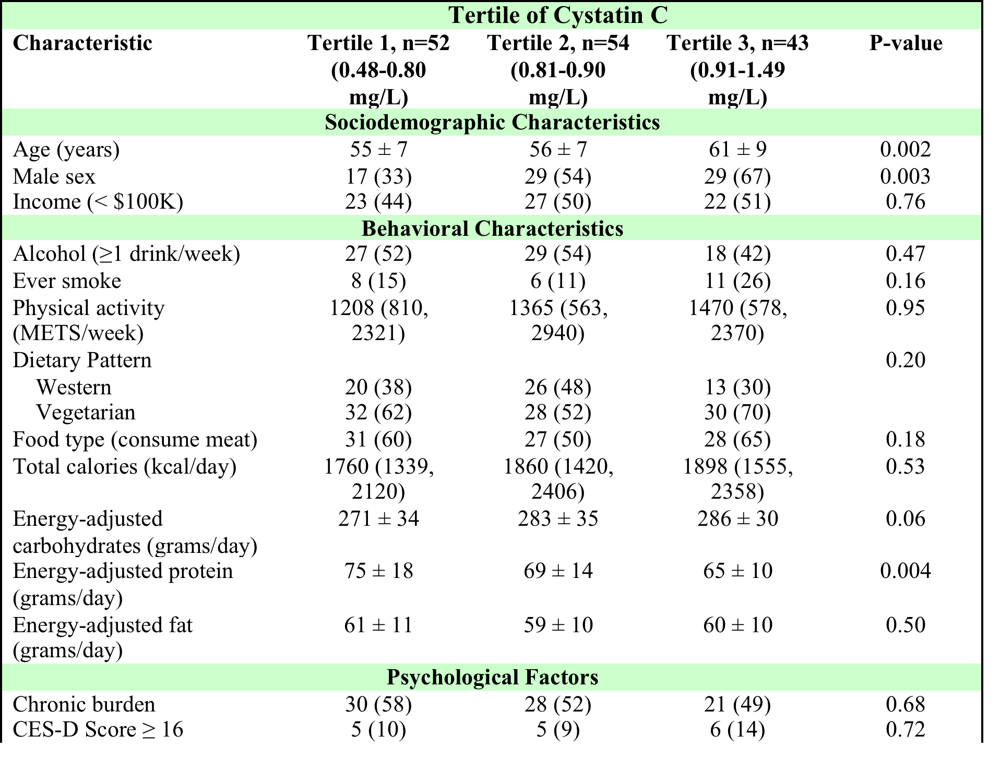 Tertile of Cystatin C
Characteristic Tertile 1, n=52 Tertile 2, n=54 Tertile 3, n=43 P-value
(0.48-0.80 (0.81-0.90 (0.91-1.49
mg/L) mg/L) mg/L)
Sociodemographic Characteristics
Age (years) 55 ± 7 56 ± 7 61 ± 9 0.002
Male sex 17 (33) 29 (54) 29 (67) 0.003
Income (< $100K) 23 (44) 27 (50) 22 (51) 0.76
Behavioral Characteristics
Alcohol (≥1 drink/week) 27 (52) 29 (54) 18 (42) 0.47
Ever smoke 8 (15) 6 (11) 11 (26) 0.16
Physical activity 1208 (810, 1365 (563, 1470 (578, 0.95
(METS/week) 2321) 2940) 2370)
Dietary Pattern 0.20
Western 20 (38) 26 (48) 13 (30)
Vegetarian 32 (62) 28 (52) 30 (70)
Food type (consume meat) 31 (60) 27 (50) 28 (65) 0.18
Total calories (kcal/day) 1760 (1339, 1860 (1420, 1898 (1555, 0.53
2120) 2406) 2358)
Energy-adjusted 271 ± 34 283 ± 35 286 ± 30 0.06
carbohydrates (grams/day)
Energy-adjusted protein 75 ± 18 69 ± 14 65 ± 10 0.004
(grams/day)
Energy-adjusted fat 61 ± 11 59 ± 10 60 ± 10 0.50
(grams/day)
Psychological Factors
Chronic burden 30 (58) 28 (52) 21 (49) 0.68
CES-D Score ≥ 16 5 (10) 5 (9) 6 (14) 0.72